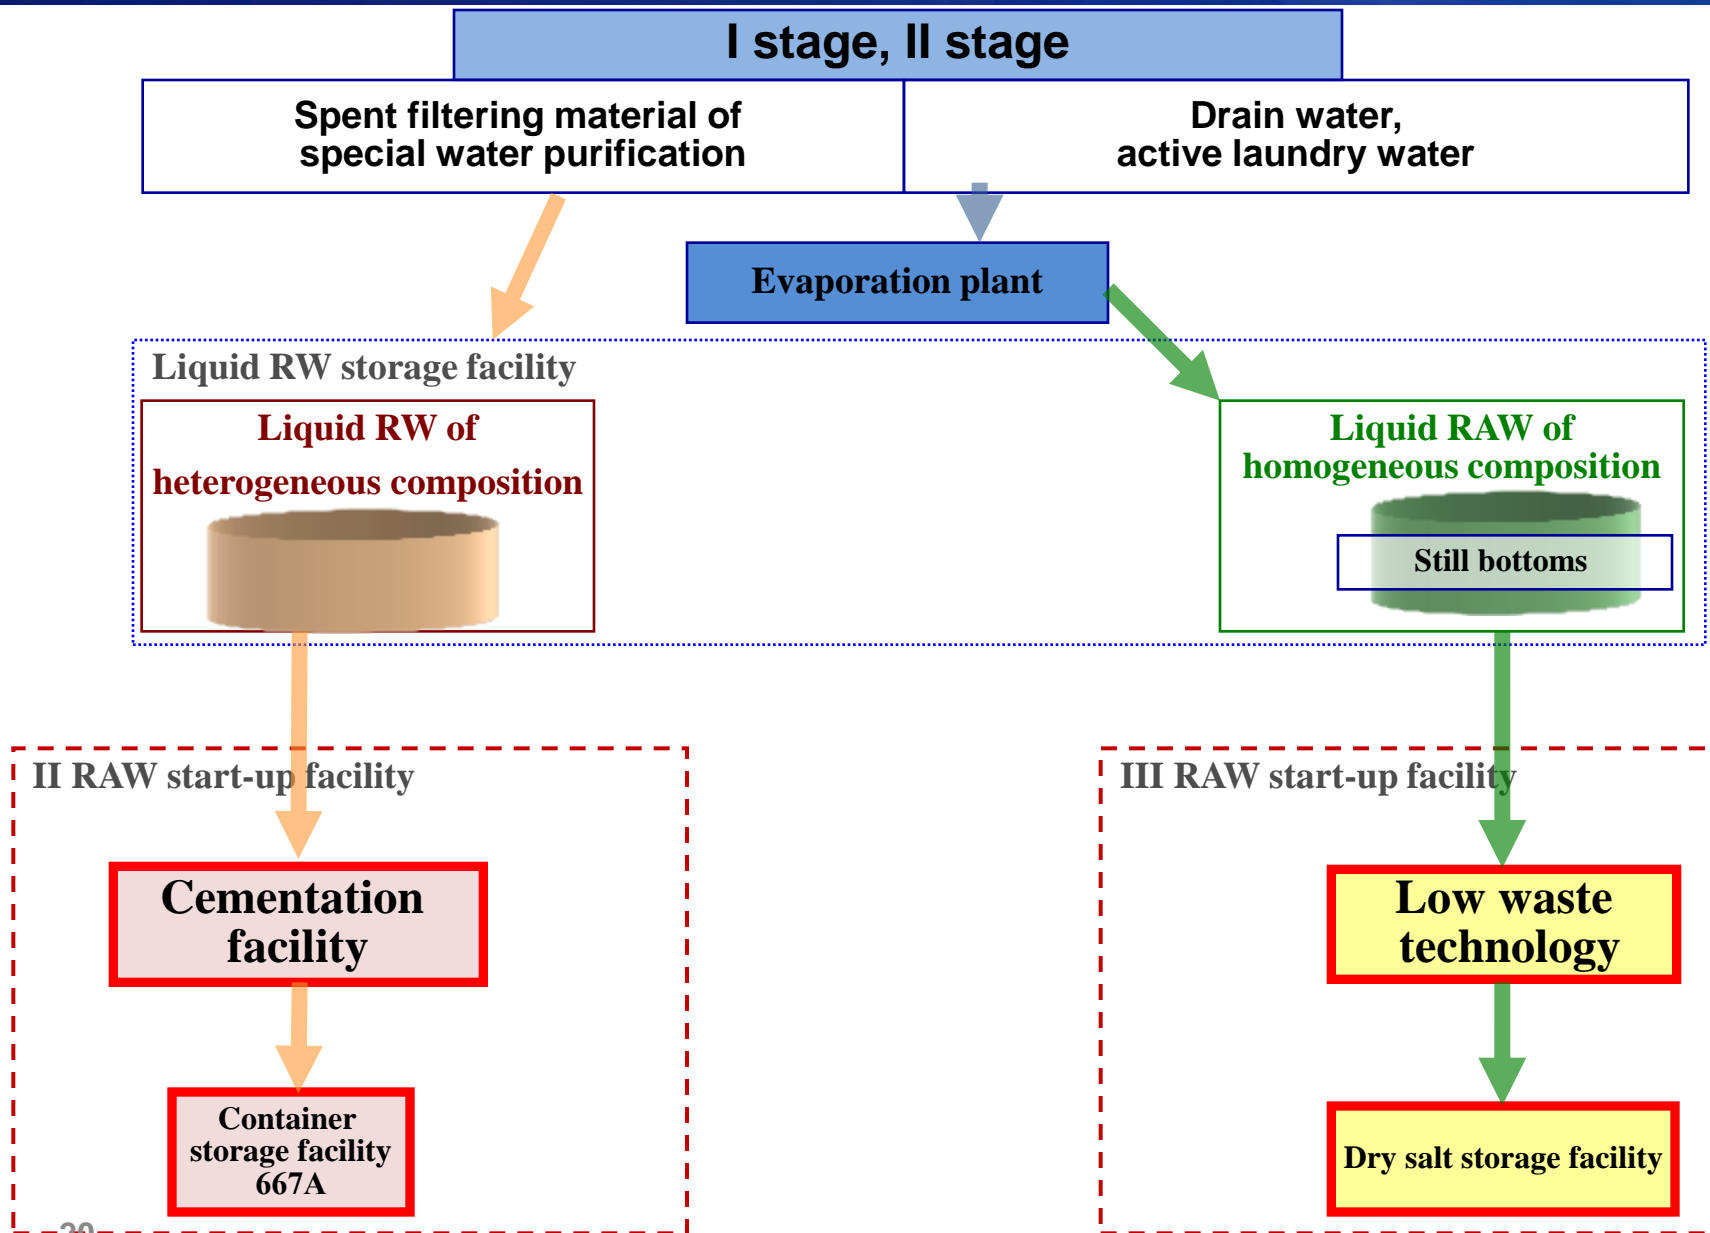 I stage, II stage
Spent filtering material of
special water purification
Drain water,
active laundry water
Evaporation plant
Liquid RW storage facility
Liquid RW of
heterogeneous composition
Liquid RAW of
homogeneous composition
Still bottoms
II RAW start-up facility
III RAW start-up facility
Cementation
facility
Low waste
technology
Container
storage facility
667A
Dry salt storage facility